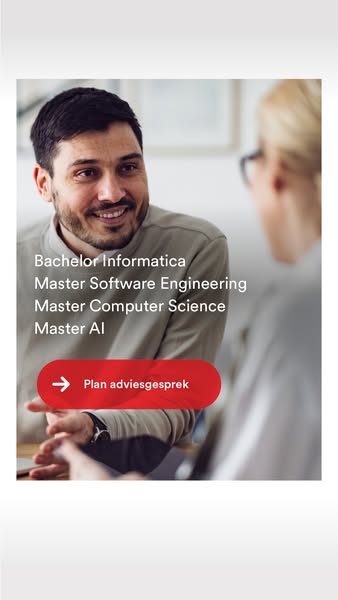 Bachelor Informatica
Master Software Engineering
Master Computer Science
Master AI
Plan adviesgesprek